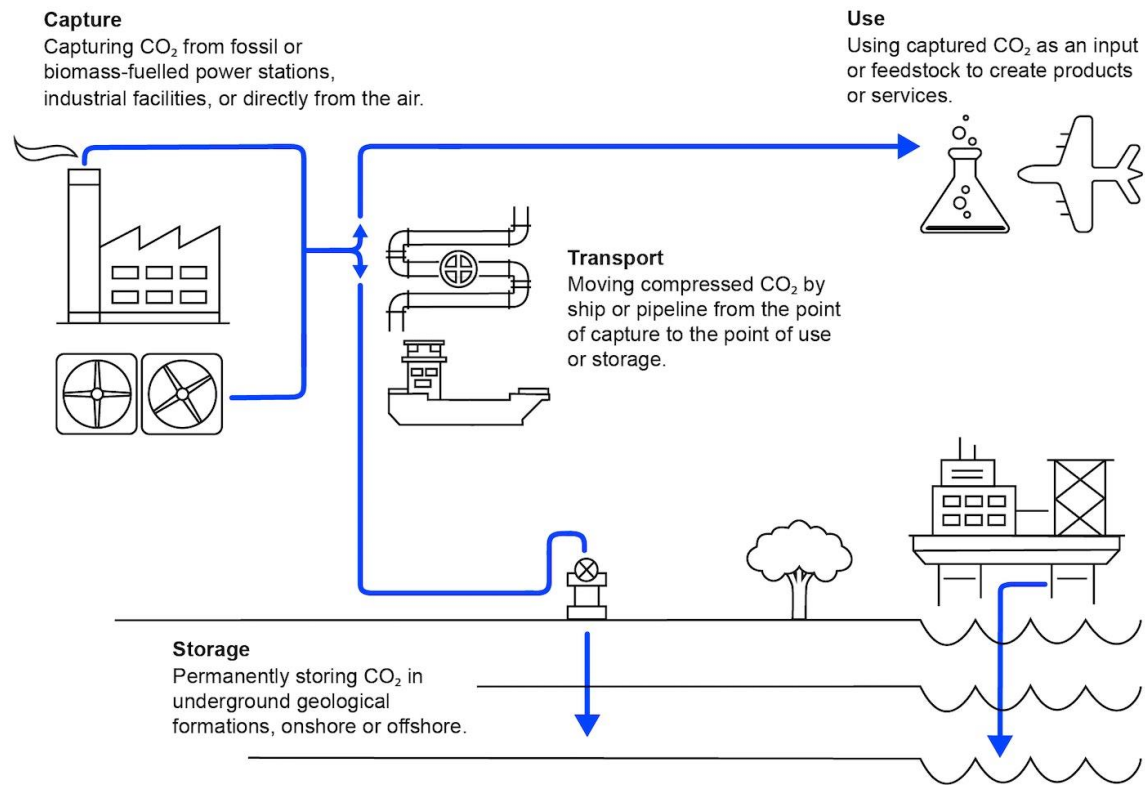 Capture
Capturing CO₂ from fossil or
biomass-fuelled power stations,
industrial facilities, or directly from the air.
Use
Using captured CO₂ as an input
or feedstock to create products
or services.
Transport
Moving compressed CO₂ by
ship or pipeline from the point
of capture to the point of use
or storage.
Storage
Permanently storing CO₂ in
underground geological
formations, onshore or offshore.